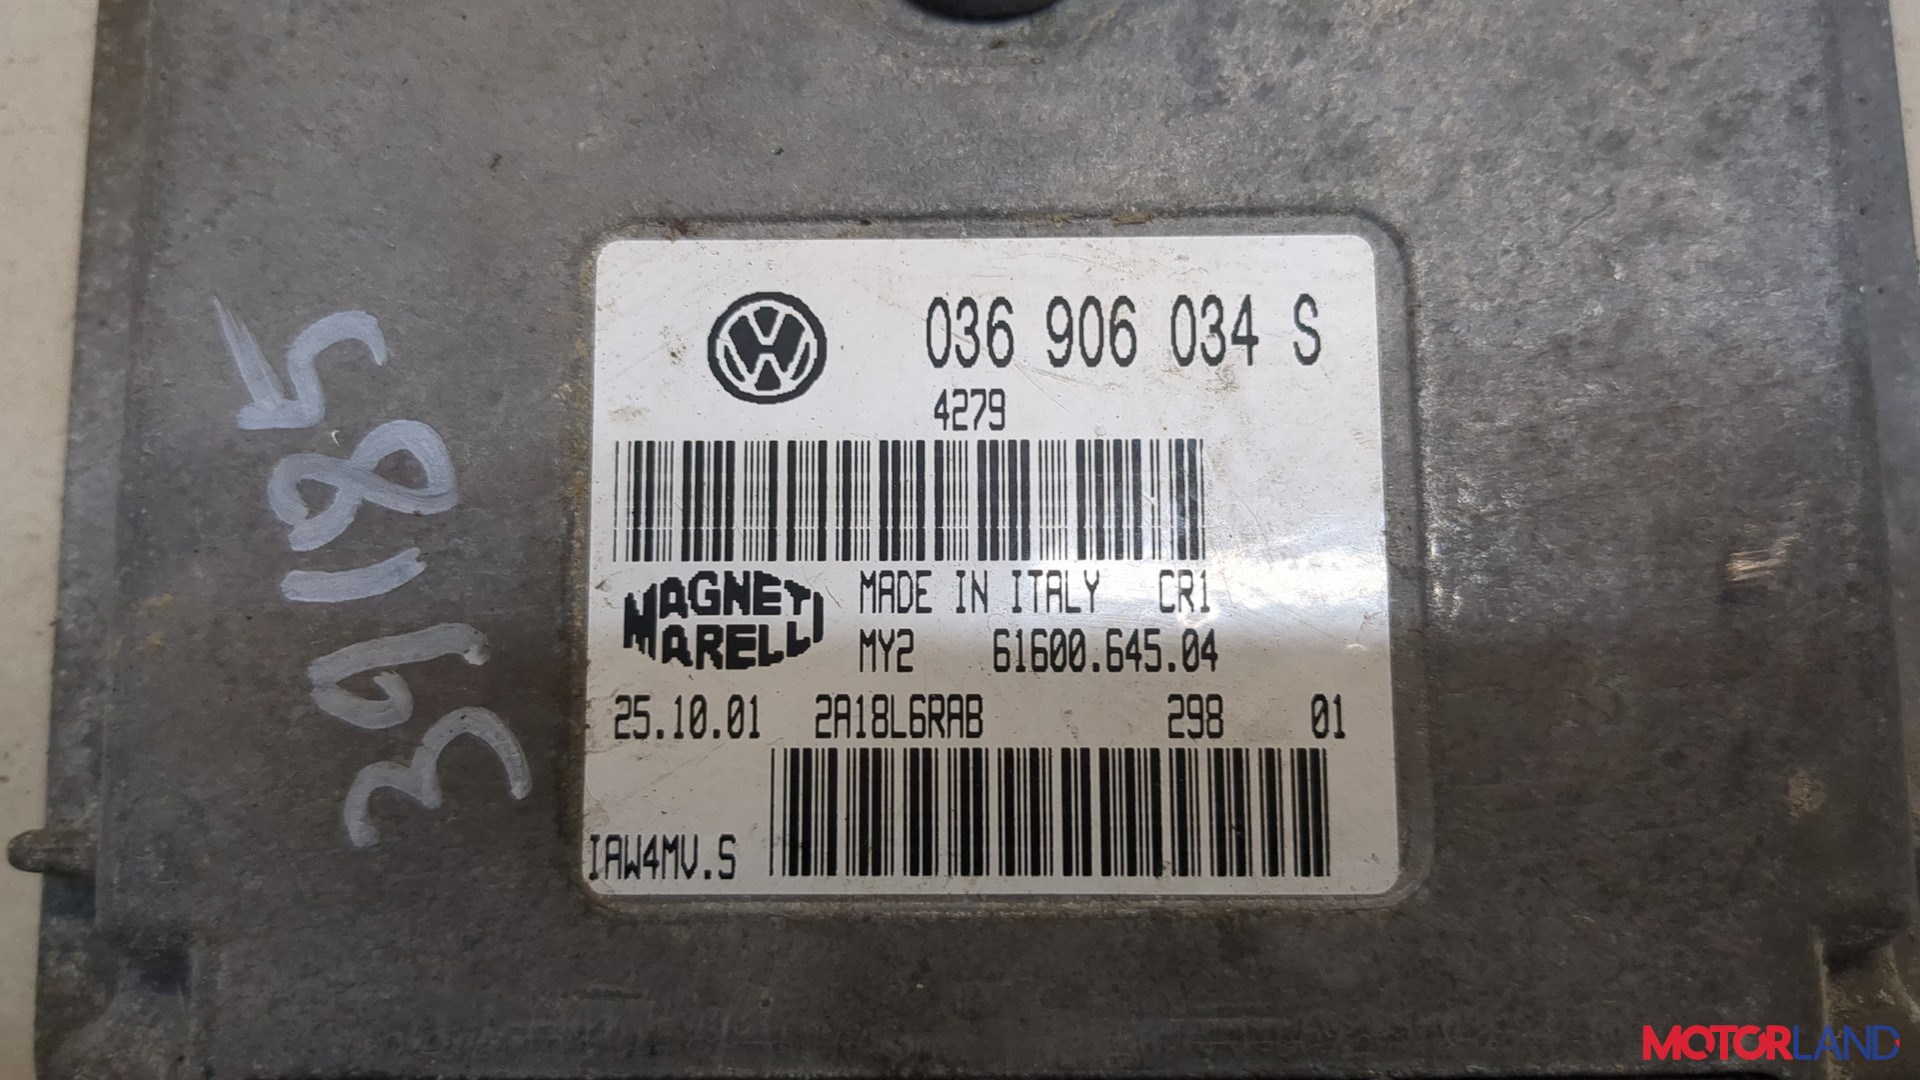 036 906 034 S
4279
MAGNETI MARELLI
MADE IN ITALY CR1
MY2 61600.645.04
25.10.01 2A18L6RAB 298 01
IAW4MV.S
39185
MOTORLAND